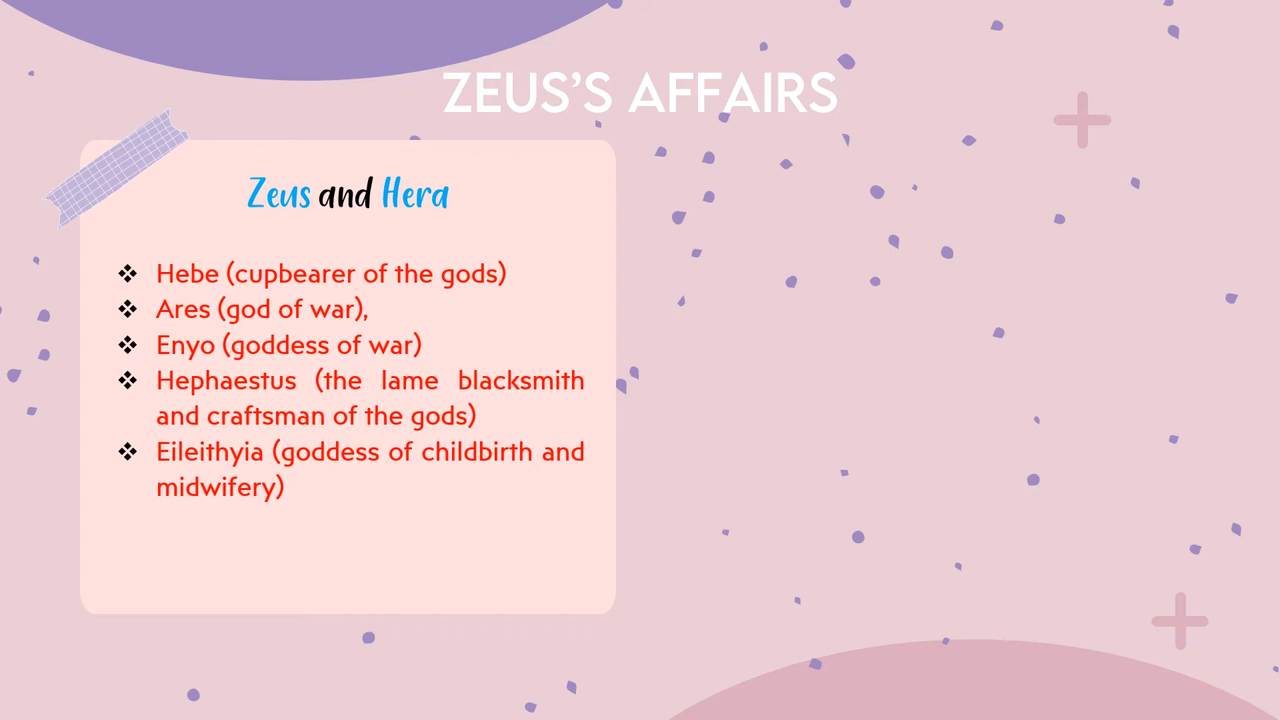 ZEUS’S AFFAIRS
Zeus and Hera
❖ Hebe (cupbearer of the gods)
❖ Ares (god of war),
❖ Enyo (goddess of war)
❖ Hephaestus (the lame blacksmith
and craftsman of the gods)
❖ Eileithyia (goddess of childbirth and
midwifery)